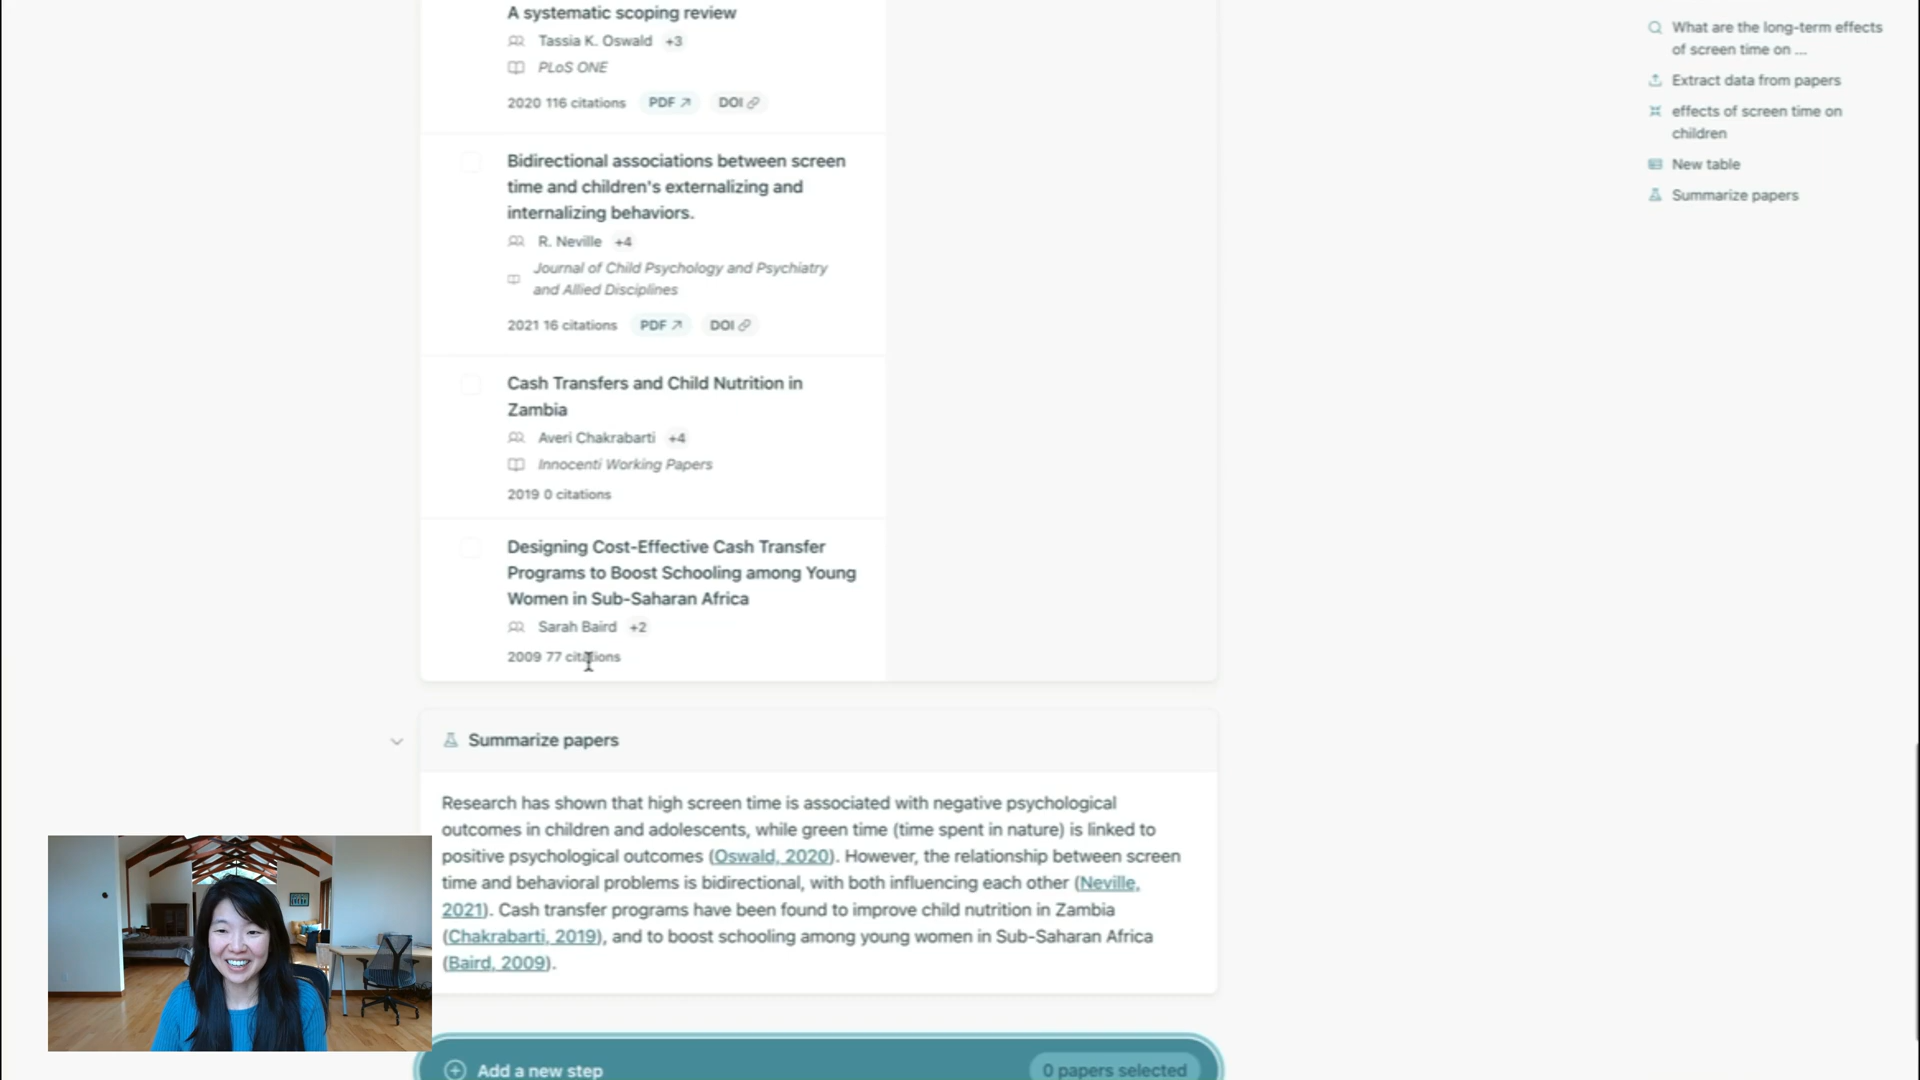 A systematic scoping review
Tassia K. Oswald +3
PLoS ONE
2020 116 citations PDF ↗ DOI
Bidirectional associations between screen
time and children's externalizing and
internalizing behaviors.
R. Neville +4
Journal of Child Psychology and Psychiatry
and Allied Disciplines
2021 16 citations PDF ↗ DOI
Cash Transfers and Child Nutrition in
Zambia
Averi Chakrabarti +4
Innocenti Working Papers
2019 0 citations
Designing Cost-Effective Cash Transfer
Programs to Boost Schooling among Young
Women in Sub-Saharan Africa
Sarah Baird +2
2009 77 citations
Summarize papers
Research has shown that high screen time is associated with negative psychological
outcomes in children and adolescents, while green time (time spent in nature) is linked to
positive psychological outcomes (Oswald, 2020). However, the relationship between screen
time and behavioral problems is bidirectional, with both influencing each other (Neville,
2021). Cash transfer programs have been found to improve child nutrition in Zambia
(Chakrabarti, 2019), and to boost schooling among young women in Sub-Saharan Africa
(Baird, 2009).
Add a new step
0 papers selected
What are the long-term effects
of screen time on ...
Extract data from papers
effects of screen time on
children
New table
Summarize papers